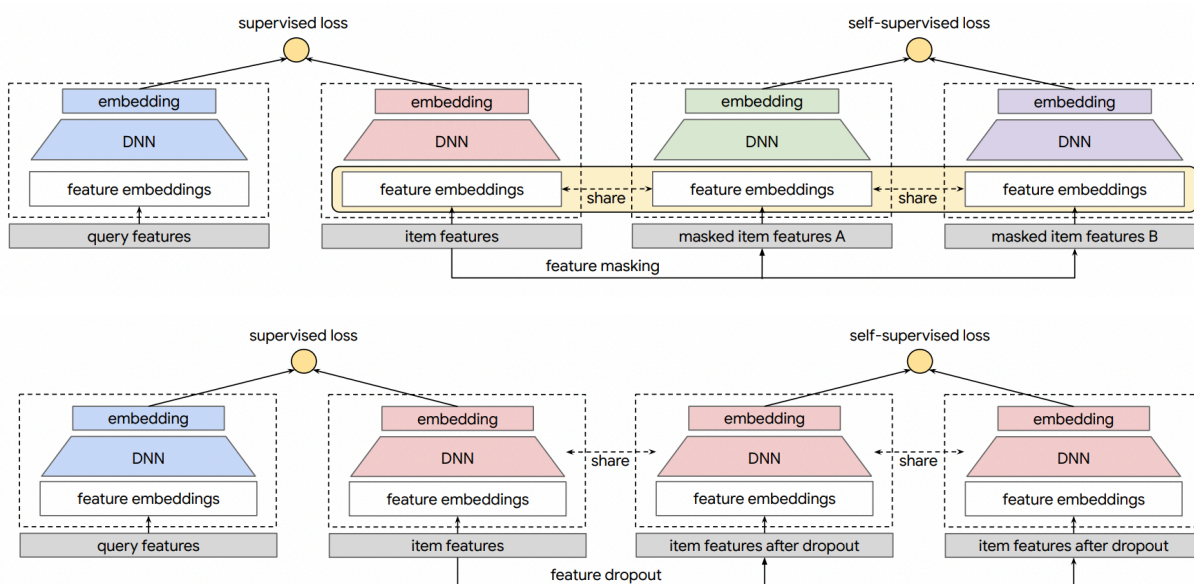 supervised loss
self-supervised loss
embedding
embedding
embedding
embedding
DNN
DNN
DNN
DNN
feature embeddings
feature embeddings
share
feature embeddings
share
feature embeddings
query features
item features
masked item features A
masked item features B
feature masking
supervised loss
self-supervised loss
embedding
embedding
embedding
embedding
DNN
DNN
share
DNN
share
DNN
feature embeddings
feature embeddings
feature embeddings
feature embeddings
query features
item features
item features after dropout
item features after dropout
feature dropout